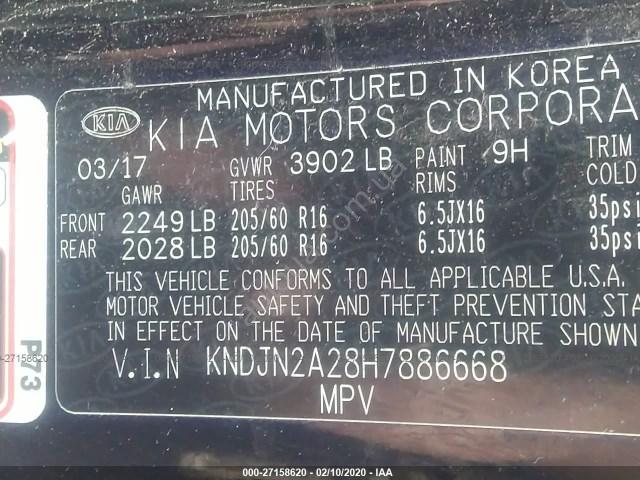 MANUFACTURED IN KOREA
KIA KIA MOTORS CORPORA
03/17 GVWR 3902 LB PAINT 9H TRIM
GAWR TIRES RIMS COLD
FRONT 2249 LB 205/60 R16 6.5JX16 35psi
REAR 2028 LB 205/60 R16 6.5JX16 35psi
THIS VEHICLE CONFORMS TO ALL APPLICABLE U.S.A.
MOTOR VEHICLE SAFETY AND THEFT PREVENTION STA
IN EFFECT ON THE DATE OF MANUFACTURE SHOWN
V.I.N KNDJN2A28H7886668
MPV
P73
000-27158620 - 02/10/2020 - IAA